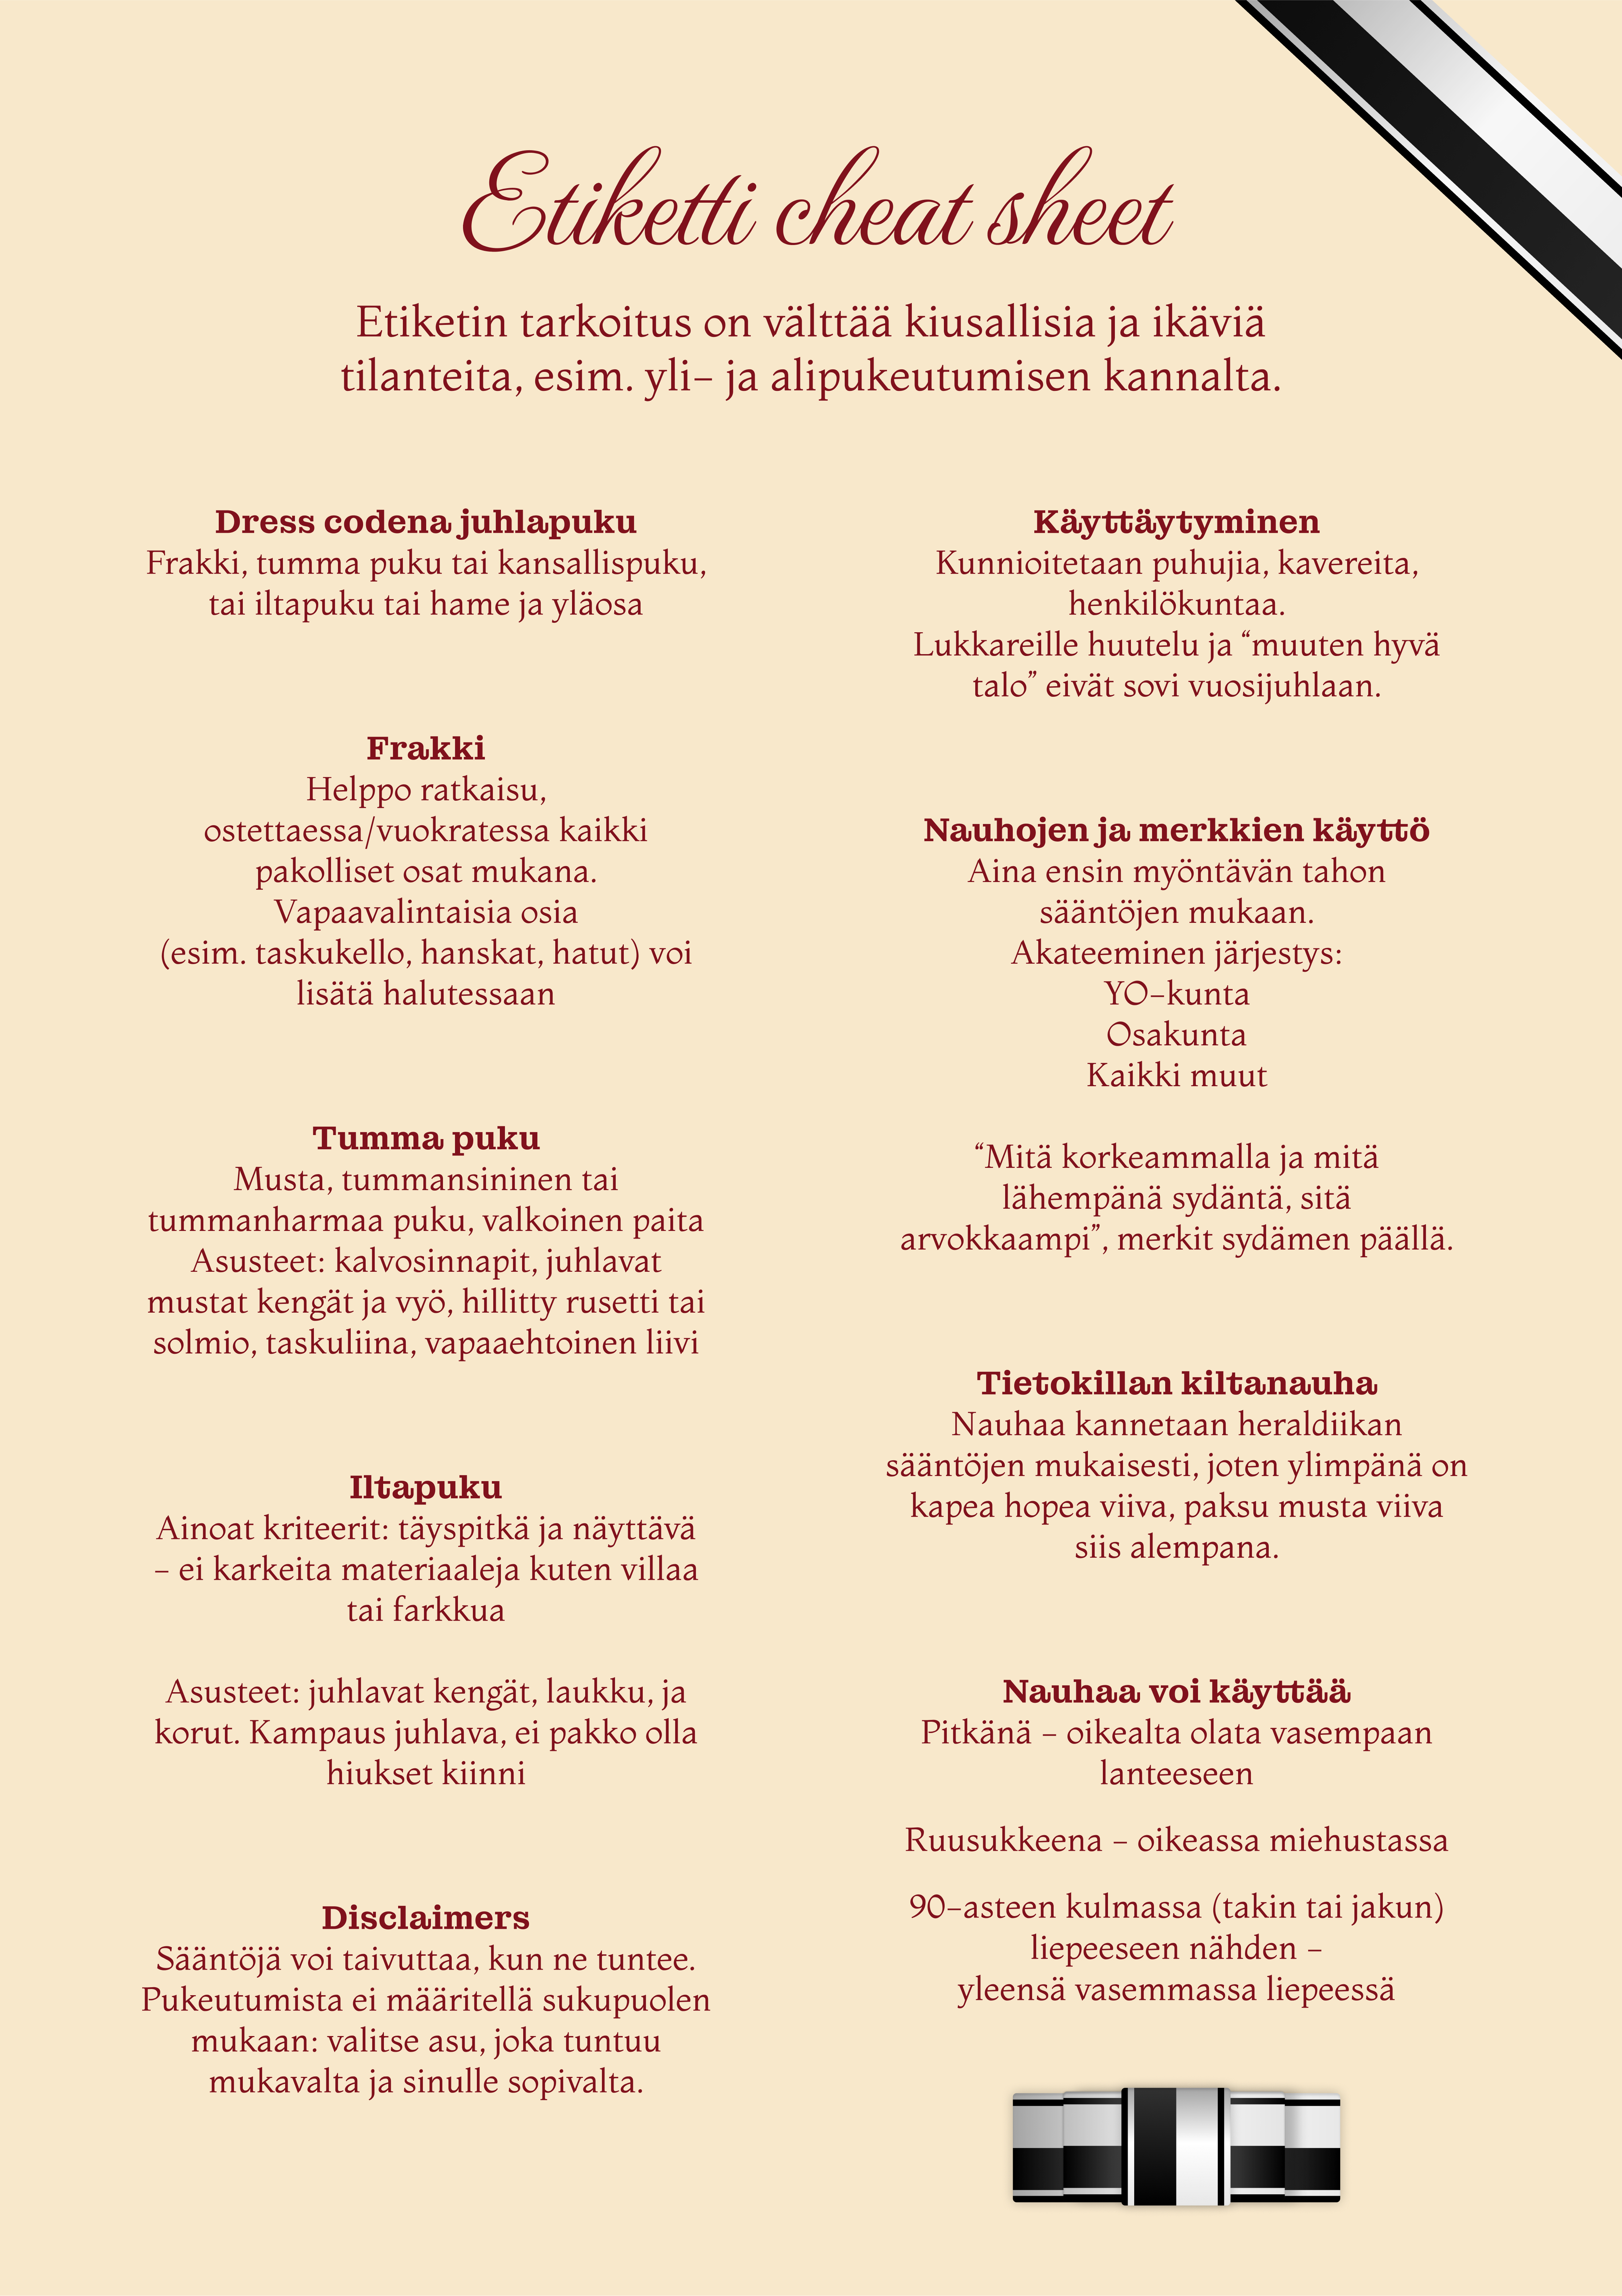 Etiketti cheat sheet
Etiketin tarkoitus on välttää kiusallisia ja ikäviä
tilanteita, esim. yli- ja alipukeutumisen kannalta.
Dress codena juhlapuku
Frakki, tumma puku tai kansallispuku,
tai iltapuku tai hame ja yläosa
Frakki
Helppo ratkaisu,
ostettaessa/vuokratessa kaikki
pakolliset osat mukana.
Vapaavalintaisia osia
(esim. taskukello, hanskat, hatut) voi
lisätä halutessaan
Tumma puku
Musta, tummansininen tai
tummanharmaa puku, valkoinen paita
Asusteet: kalvosinnapit, juhlavat
mustat kengät ja vyö, hillitty rusetti tai
solmio, taskuliina, vapaaehtoinen liivi
Iltapuku
Ainoat kriteerit: täyspitkä ja näyttävä
- ei karkeita materiaaleja kuten villaa
tai farkkua
Asusteet: juhlavat kengät, laukku, ja
korut. Kampaus juhlava, ei pakko olla
hiukset kiinni
Disclaimers
Sääntöjä voi taivuttaa, kun ne tuntee.
Pukeutumista ei määritellä sukupuolen
mukaan: valitse asu, joka tuntuu
mukavalta ja sinulle sopivalta.
Käyttäytyminen
Kunnioitetaan puhujia, kavereita,
henkilökuntaa.
Lukkareille huutelu ja “muuten hyvä
talo” eivät sovi vuosijuhlaan.
Nauhojen ja merkkien käyttö
Aina ensin myöntävän tahon
sääntöjen mukaan.
Akateeminen järjestys:
YO-kunta
Osakunta
Kaikki muut
“Mitä korkeammalla ja mitä
lähempänä sydäntä, sitä
arvokkaampi”, merkit sydämen päällä.
Tietokillan kiltanauha
Nauhaa kannetaan heraldiikan
sääntöjen mukaisesti, joten ylimpänä on
kapea hopea viiva, paksu musta viiva
siis alempana.
Nauhaa voi käyttää
Pitkänä - oikealta olata vasempaan
lanteeseen
Ruusukkeena - oikeassa miehustassa
90-asteen kulmassa (takin tai jakun)
liepeeseen nähden -
yleensä vasemmassa liepeessä